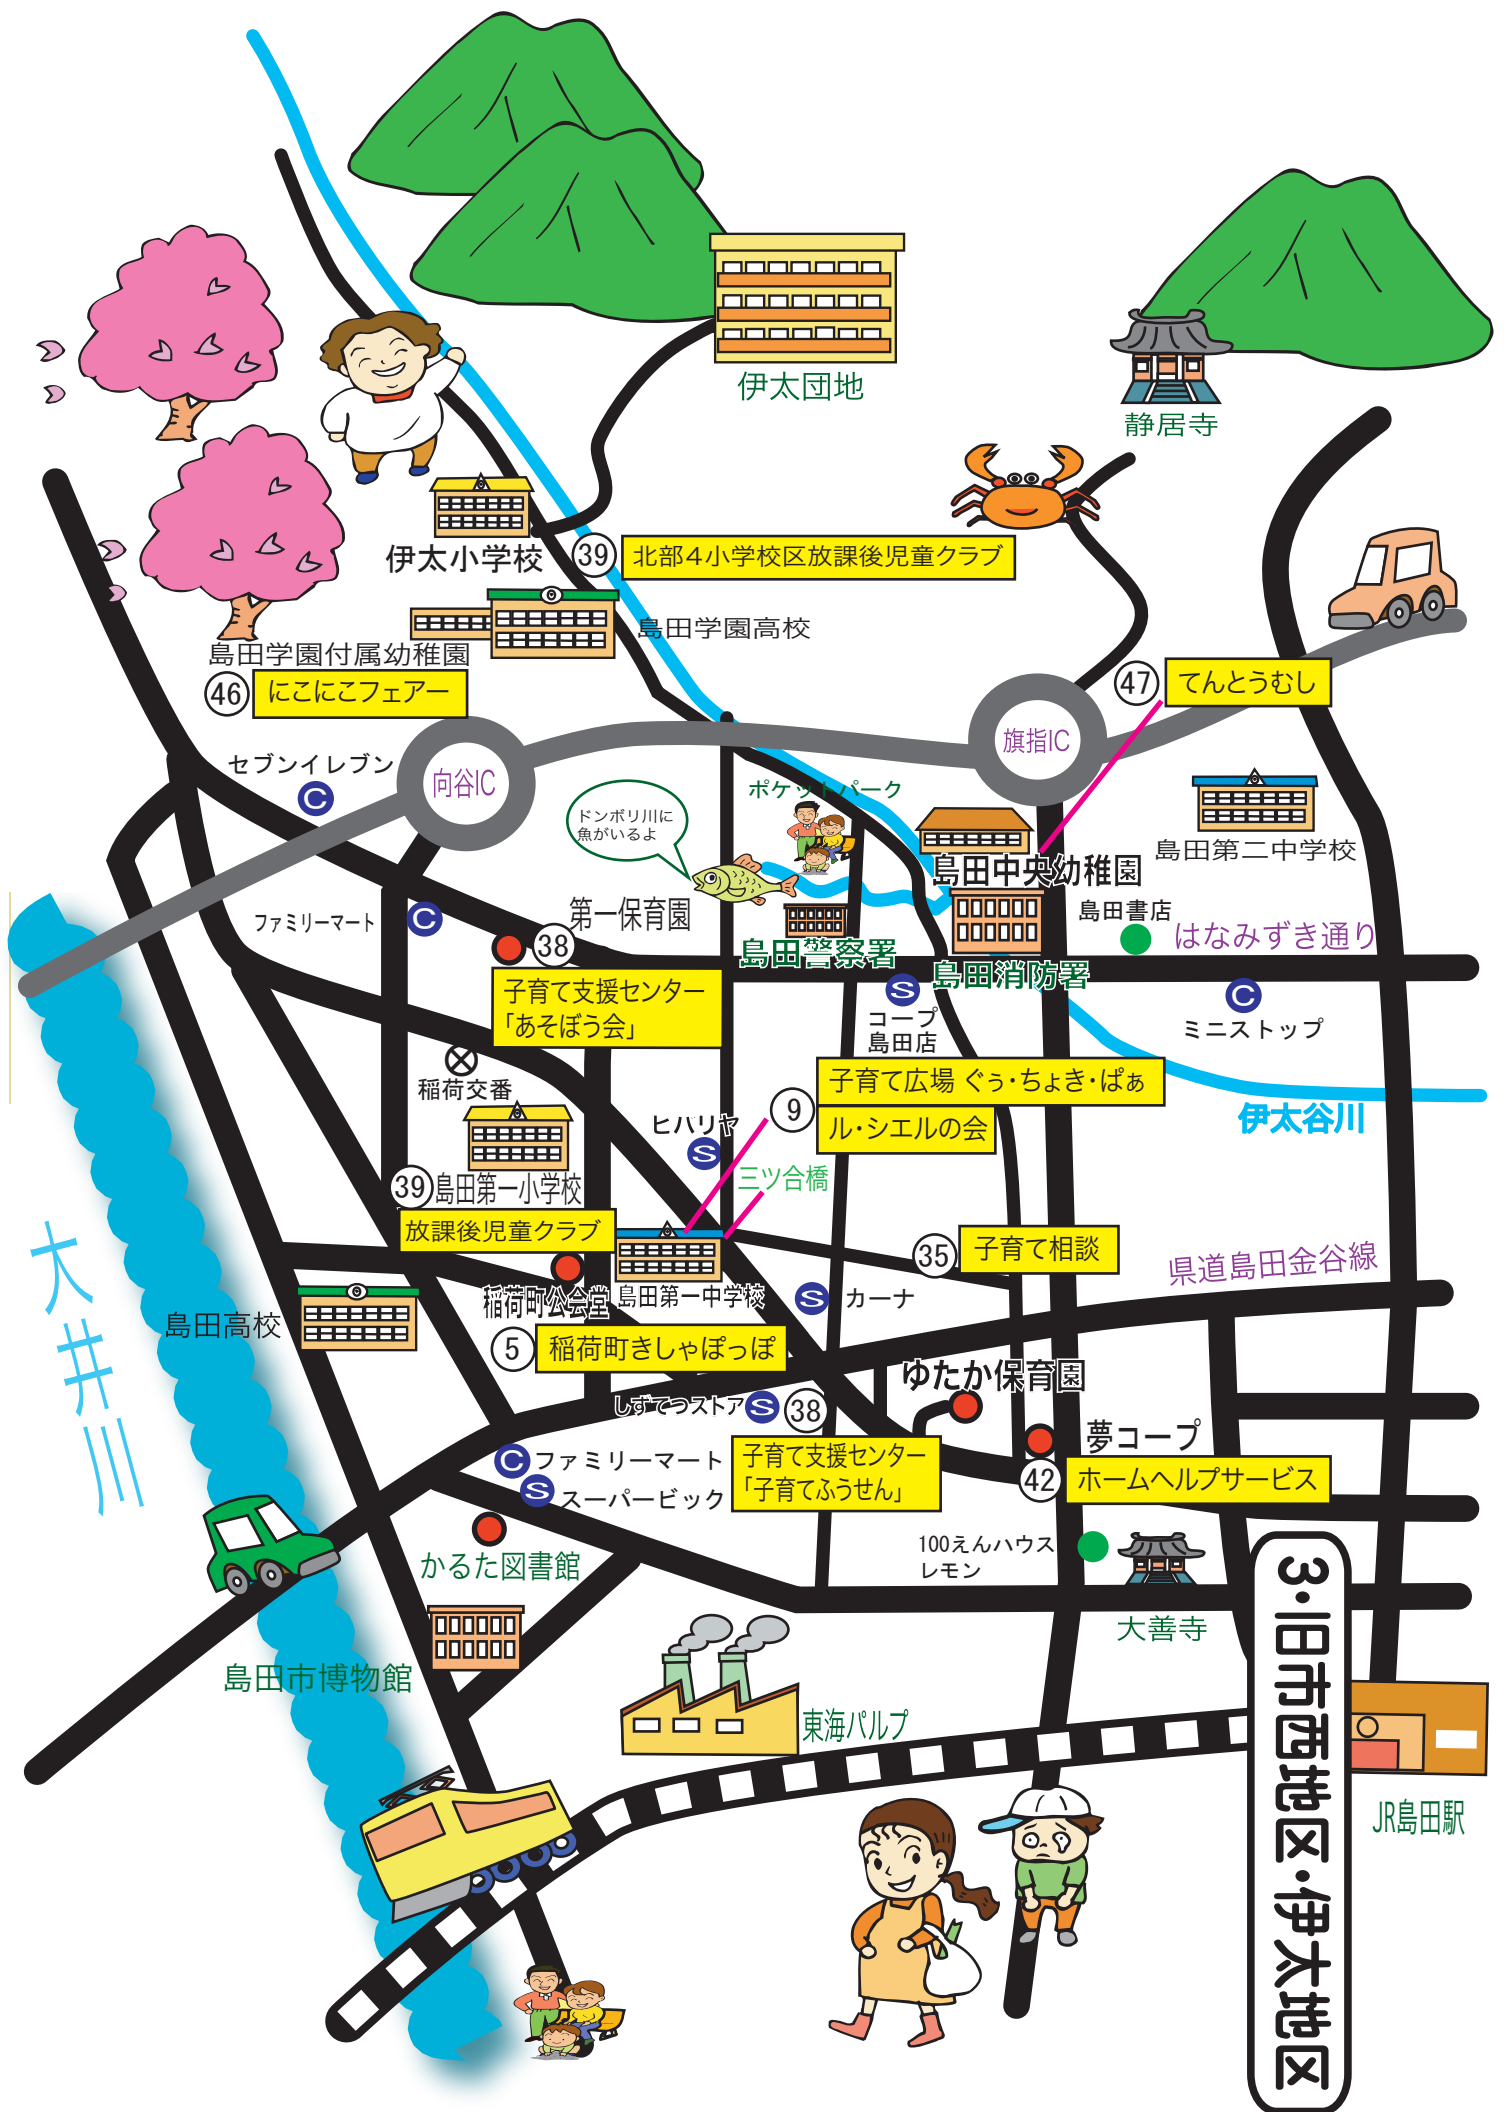 伊太団地
静居寺
伊太小学校
39
北部4小学校区放課後児童クラブ
島田学園高校
島田学園付属幼稚園
46
にこにこフェアー
47
てんとうむし
旗指IC
セブンイレブン
C
向谷IC
ポケットパーク
ドンボリ川に
魚がいるよ
島田第二中学校
島田中央幼稚園
ファミリーマート
C
第一保育園
38
島田書店
はなみずき通り
島田警察署
島田消防署
子育て支援センター
「あそぼう会」
S
コープ
島田店
C
ミニストップ
稲荷交番
子育て広場 ぐぅ・ちょき・ぱぁ
9
ル・シエルの会
伊太谷川
ヒバリヤ
S
三ツ合橋
39
島田第一小学校
放課後児童クラブ
大井川
35
子育て相談
県道島田金谷線
稲荷町公会堂
島田第一中学校
S
カーナ
島田高校
5
稲荷町きしゃぽっぽ
ゆたか保育園
しずてつストア
S
38
夢コープ
C
ファミリーマート
子育て支援センター
「子育てふうせん」
42
ホームヘルプサービス
S
スーパービック
かるた図書館
100えんハウス
レモン
大善寺
島田市博物館
東海パルプ
JR島田駅
3・旧市西地区・伊太地区